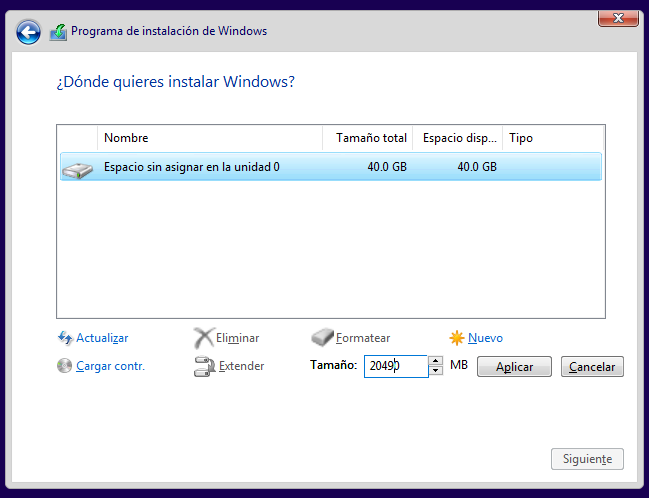 Programa de instalación de Windows
¿Dónde quieres instalar Windows?
Nombre Tamaño total Espacio disp... Tipo
Espacio sin asignar en la unidad 0 40.0 GB 40.0 GB
Actualizar Eliminar Formatear Nuevo
Cargar contr. Extender Tamaño: 20490 MB Aplicar Cancelar
Siguiente